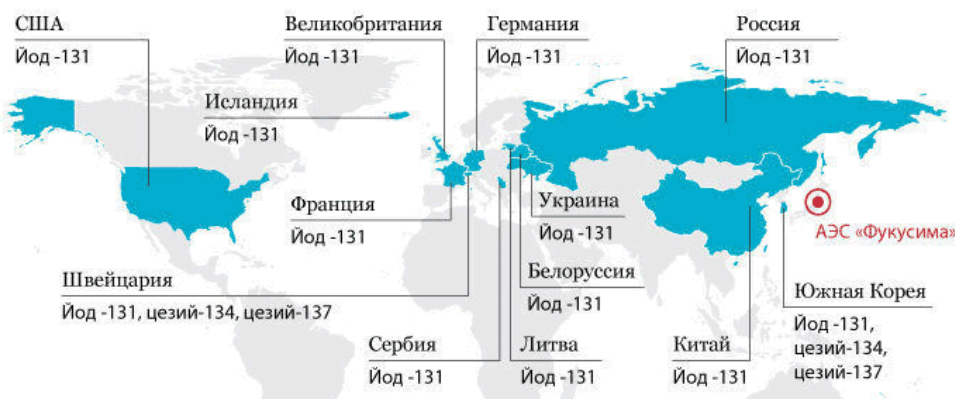 США
Йод -131
Великобритания
Йод -131
Германия
Йод -131
Россия
Йод -131
Исландия
Йод -131
Франция
Йод -131
Украина
Йод -131
АЭС «Фукусима»
Белоруссия
Йод -131
Швейцария
Йод -131, цезий-134, цезий-137
Южная Корея
Йод -131,
цезий-134,
цезий-137
Сербия
Йод -131
Литва
Йод -131
Китай
Йод -131